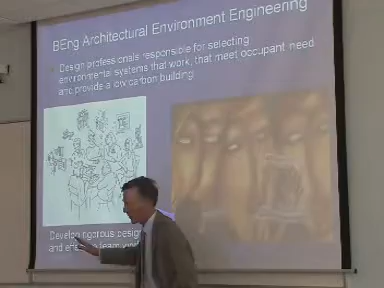 BEng Architectural Environment Engineering
Design professionals responsible for selecting
environmental systems that work, that meet occupant need
and provide a low carbon building
Develop rigorous design
and team